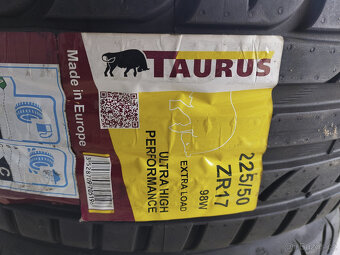 TAURUS
Made in Europe
ULTRA HIGH
PERFORMANCE
EXTRA LOAD
225/50
ZR17
98W
C